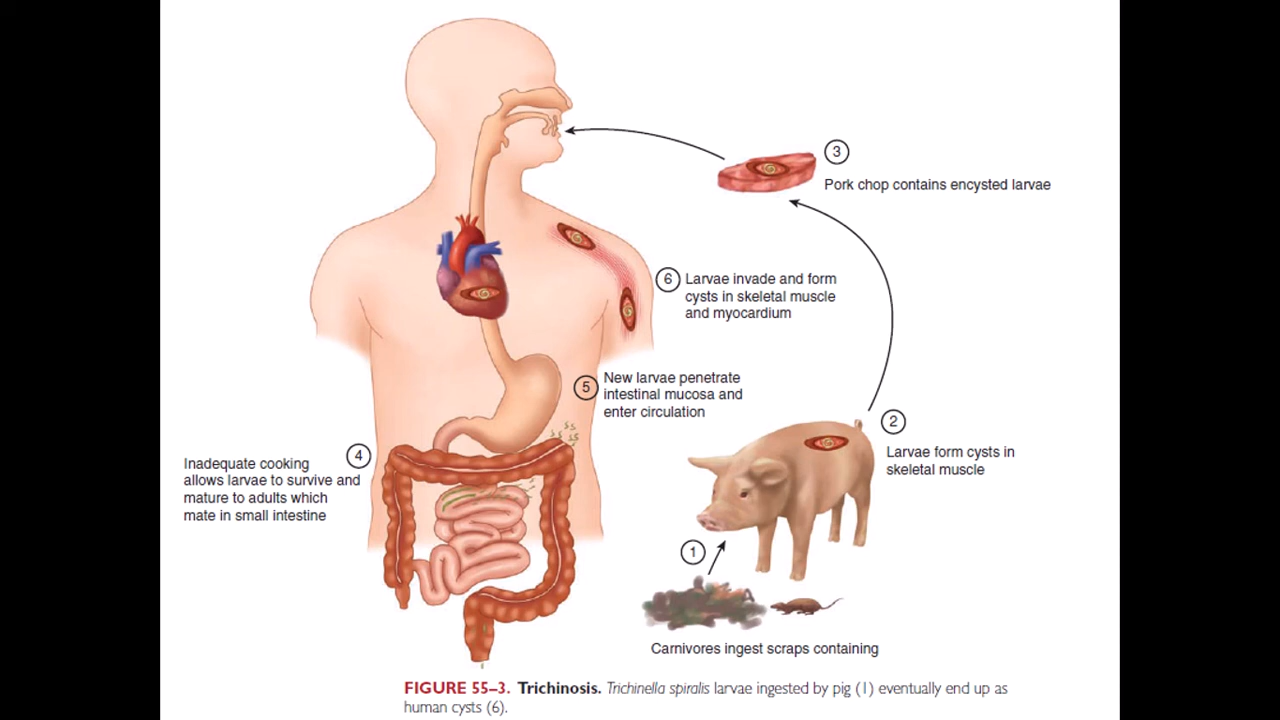 3
Pork chop contains encysted larvae
6
Larvae invade and form
cysts in skeletal muscle
and myocardium
5
New larvae penetrate
intestinal mucosa and
enter circulation
4
Inadequate cooking
allows larvae to survive and
mature to adults which
mate in small intestine
2
Larvae form cysts in
skeletal muscle
1
Carnivores ingest scraps containing
FIGURE 55–3. Trichinosis. Trichinella spiralis larvae ingested by pig (1) eventually end up as
human cysts (6).